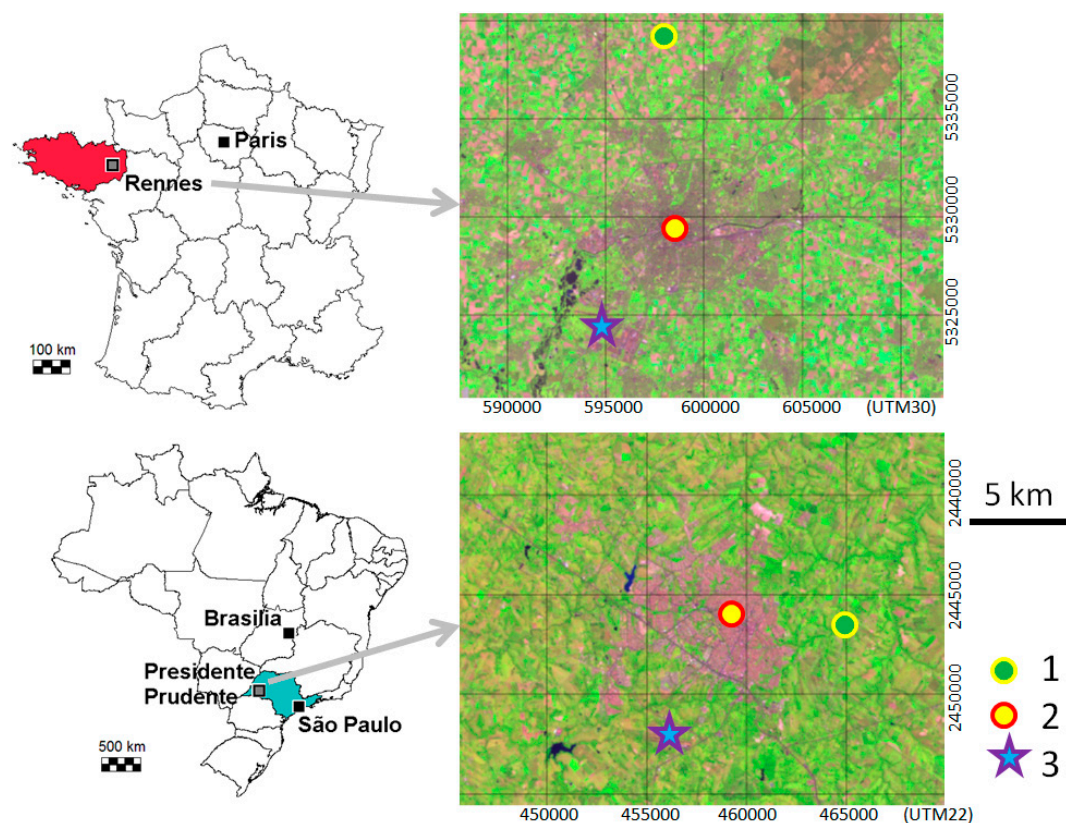 Paris
Rennes
100 km
5335000
5330000
5325000
590000 595000 600000 605000 (UTM30)
Brasilia
Presidente
Prudente
São Paulo
500 km
2440000
2445000
2450000
450000 455000 460000 465000 (UTM22)
5 km
1
2
3